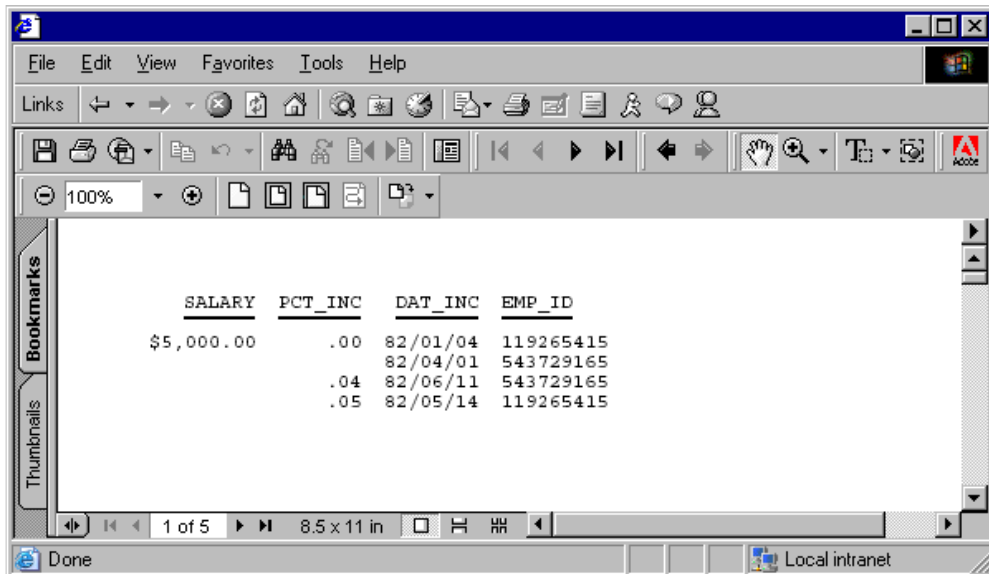 File Edit View Favorites Tools Help
Links
Adobe
100%
Bookmarks
Thumbnails
SALARY PCT_INC DAT_INC EMP_ID
$5,000.00 .00 82/01/04 119265415
82/04/01 543729165
.04 82/06/11 543729165
.05 82/05/14 119265415
1 of 5 8.5 x 11 in
Done Local intranet